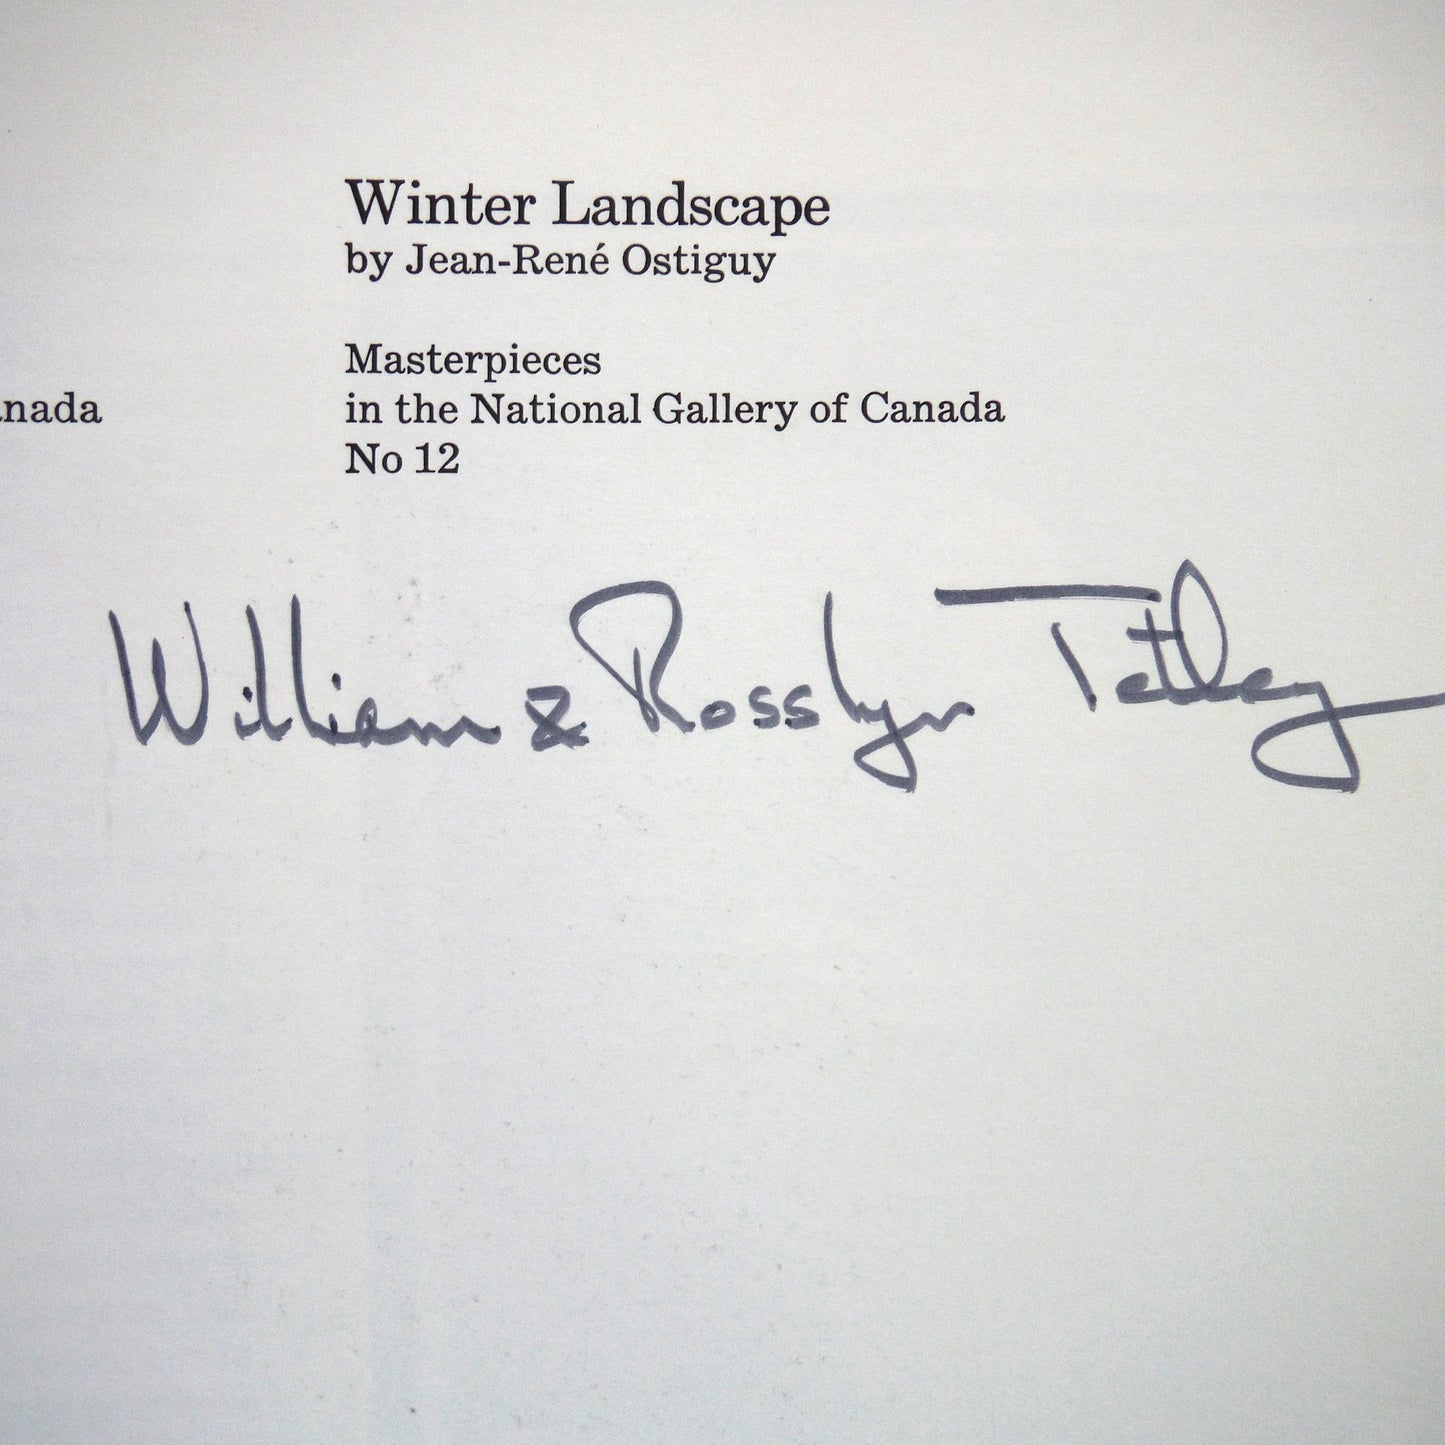 Winter Landscape
by Jean-René Ostiguy
Masterpieces
in the National Gallery of Canada
No 12
nada
William & Rosslyn Tetley